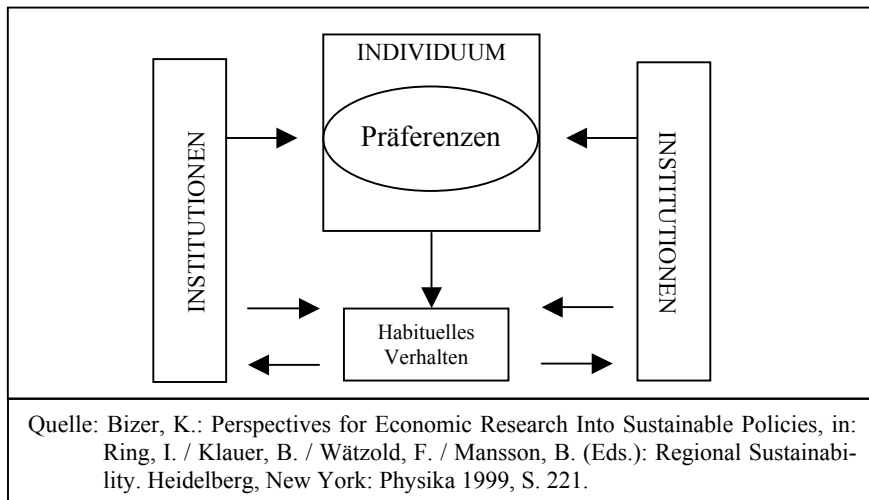 INDIVIDUUM
Präferenzen
INSTITUTIONEN
INSTITUTIONEN
Habituelles
Verhalten
Quelle: Bizer, K.: Perspectives for Economic Research Into Sustainable Policies, in:
Ring, I. / Klauer, B. / Wätzold, F. / Mansson, B. (Eds.): Regional Sustainabi-
lity. Heidelberg, New York: Physika 1999, S. 221.